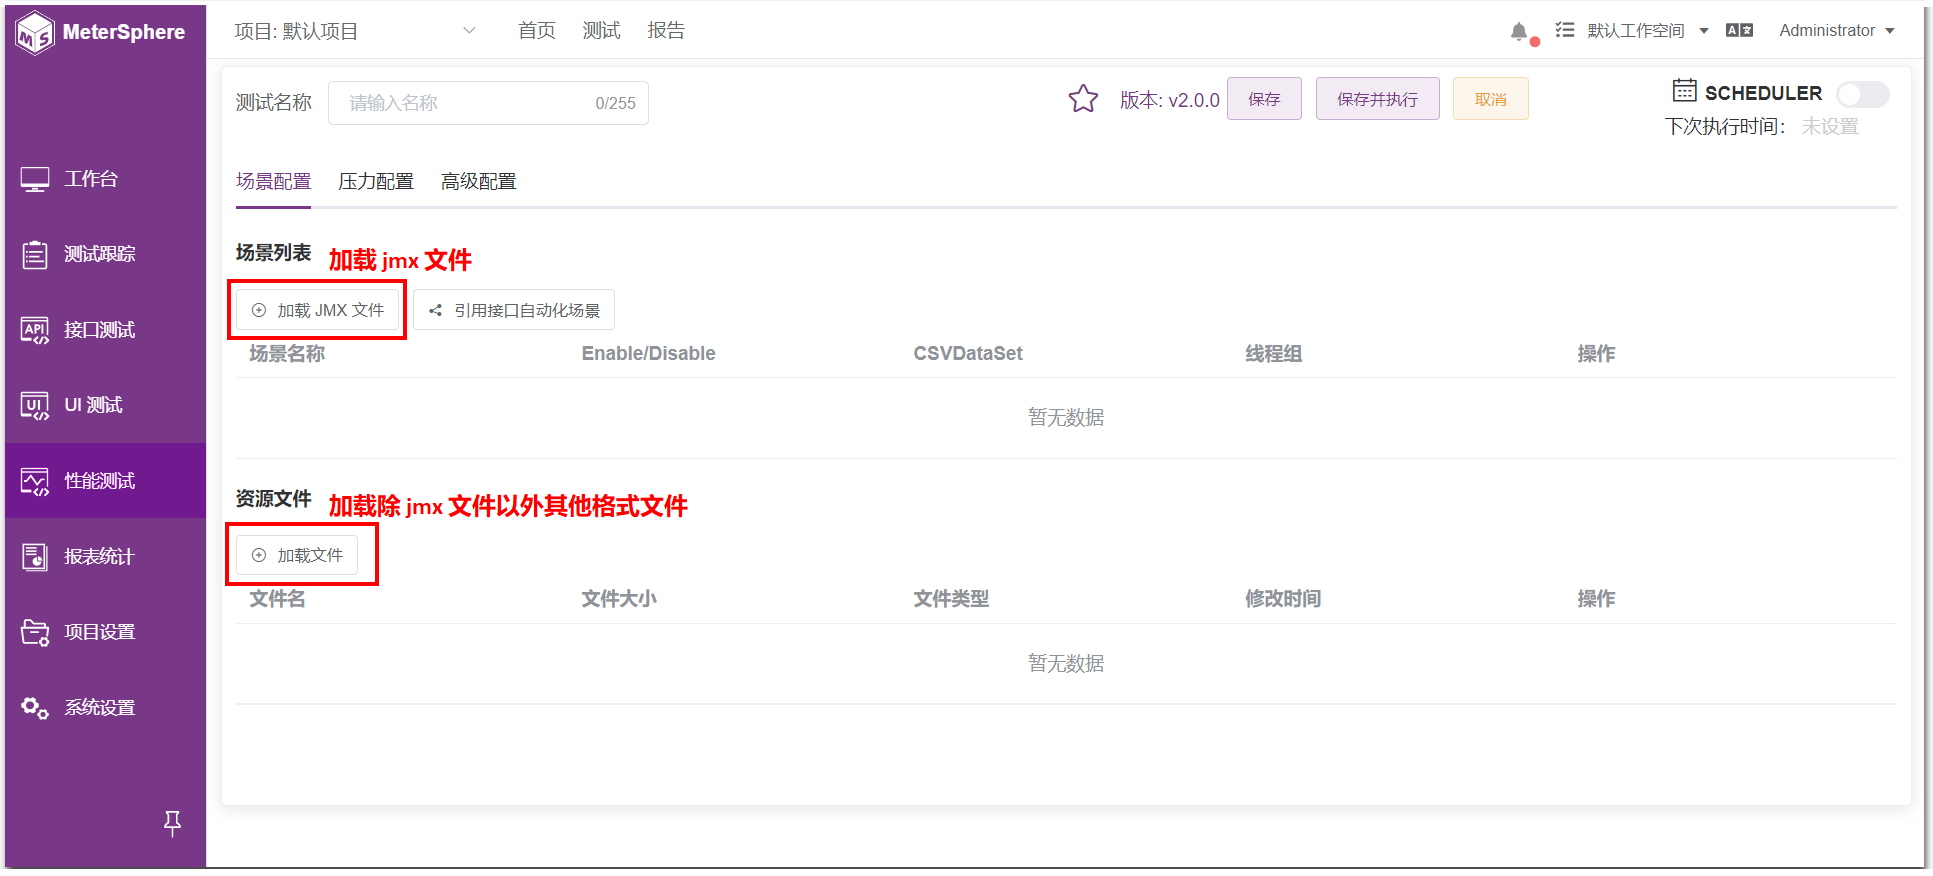 MeterSphere
项目: 默认项目 首页 测试 报告 默认工作空间 Administrator
测试名称 请输入名称 0/255 版本: v2.0.0 保存 保存并执行 取消 SCHEDULER
下次执行时间： 未设置
工作台
测试跟踪
接口测试
UI 测试
性能测试
报表统计
项目设置
系统设置
场景配置 压力配置 高级配置
场景列表 加载 jmx 文件
加载 JMX 文件 引用接口自动化场景
场景名称 Enable/Disable CSVDataSet 线程组 操作
暂无数据
资源文件 加载除 jmx 文件以外其他格式文件
加载文件
文件名 文件大小 文件类型 修改时间 操作
暂无数据